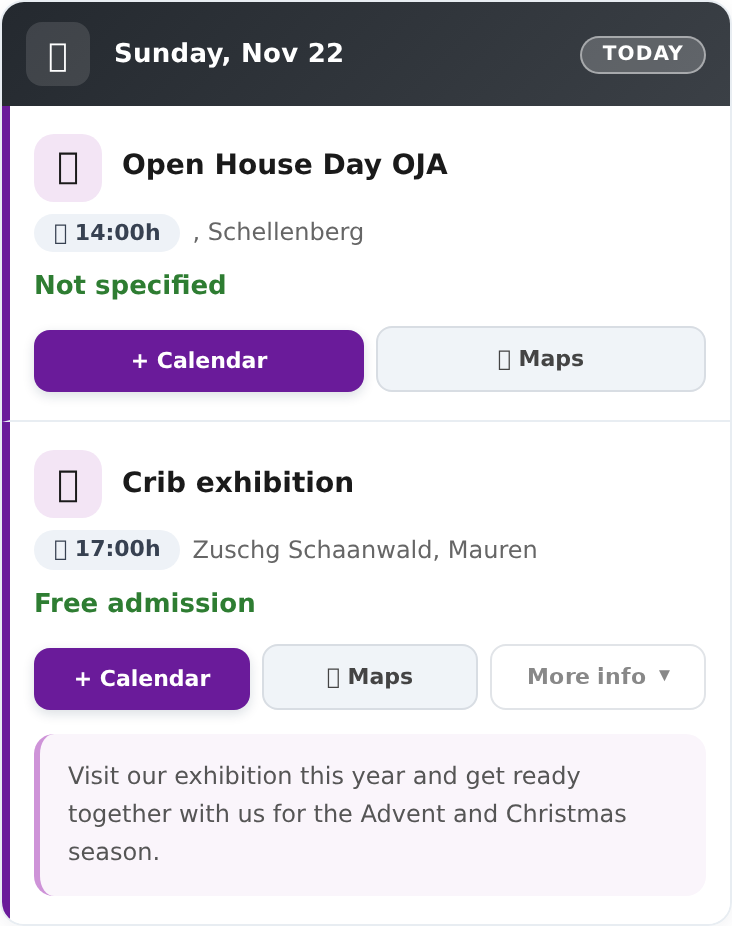 Sunday, Nov 22
TODAY
Open House Day OJA
14:00h , Schellenberg
Not specified
+ Calendar
Maps
Crib exhibition
17:00h Zuschg Schaanwald, Mauren
Free admission
+ Calendar
Maps
More info ▼
Visit our exhibition this year and get ready
together with us for the Advent and Christmas
season.